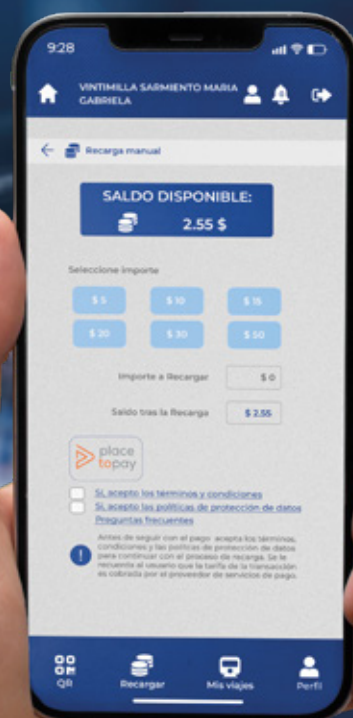 9:28
VINTIMILLA SARMIENTO MARIA
GABRIELA
Recarga manual
SALDO DISPONIBLE:
2.55 $
Seleccione importe
$ 5 $ 10 $ 15
$ 20 $ 30 $ 50
Importe a Recargar $ 0
Saldo tras la Recarga $ 2.55
place
topay
Sí, acepto los términos y condiciones
Sí, acepto las políticas de protección de datos
Preguntas frecuentes
Antes de seguir con el pago acepta los términos,
condiciones y las políticas de protección de datos
para continuar con el proceso de recarga. Se le
recuerda al usuario que la tarifa de la transacción
es cobrada por el proveedor de servicios de pago.
QR Recargar Mis viajes Perfil